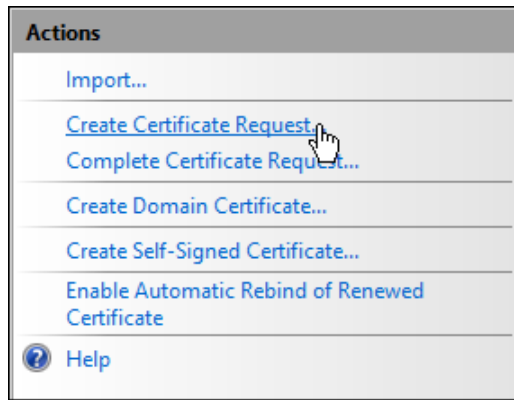 Actions
Import...
Create Certificate Request...
Complete Certificate Request...
Create Domain Certificate...
Create Self-Signed Certificate...
Enable Automatic Rebind of Renewed
Certificate
Help